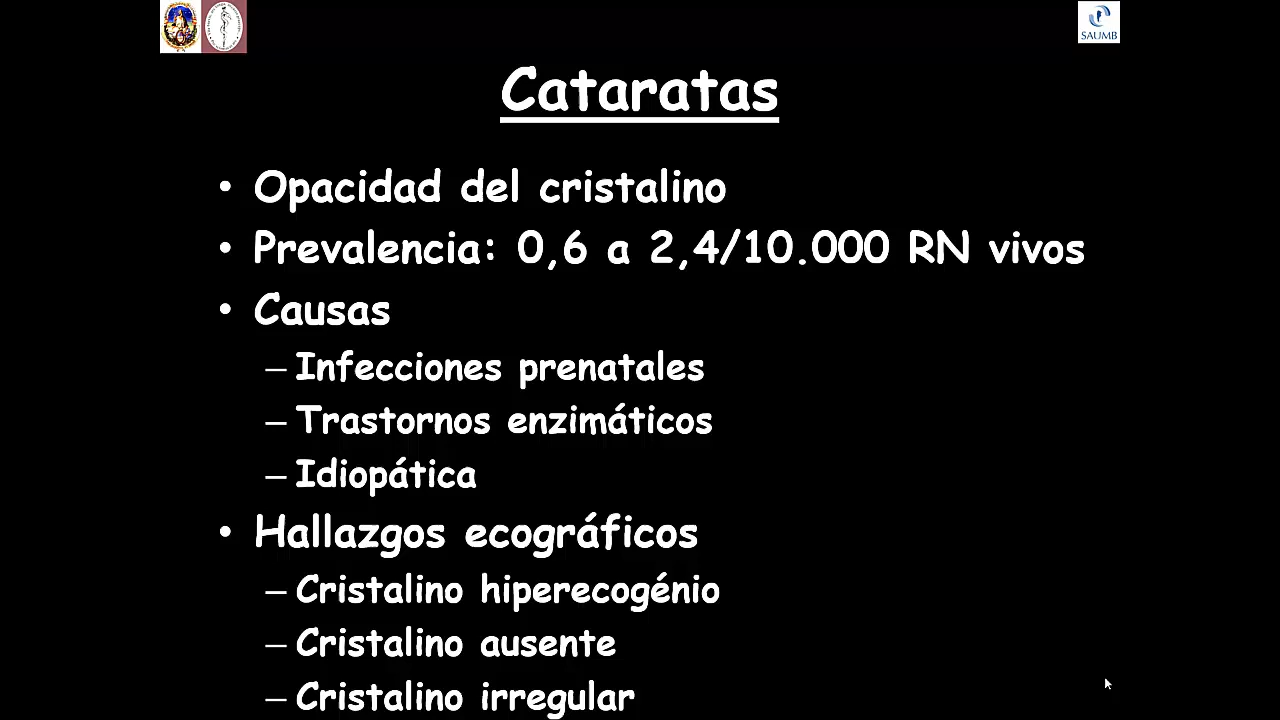 SAUMB
Cataratas
• Opacidad del cristalino
• Prevalencia: 0,6 a 2,4/10.000 RN vivos
• Causas
– Infecciones prenatales
– Trastornos enzimáticos
– Idiopática
• Hallazgos ecográficos
– Cristalino hiperecogénio
– Cristalino ausente
– Cristalino irregular